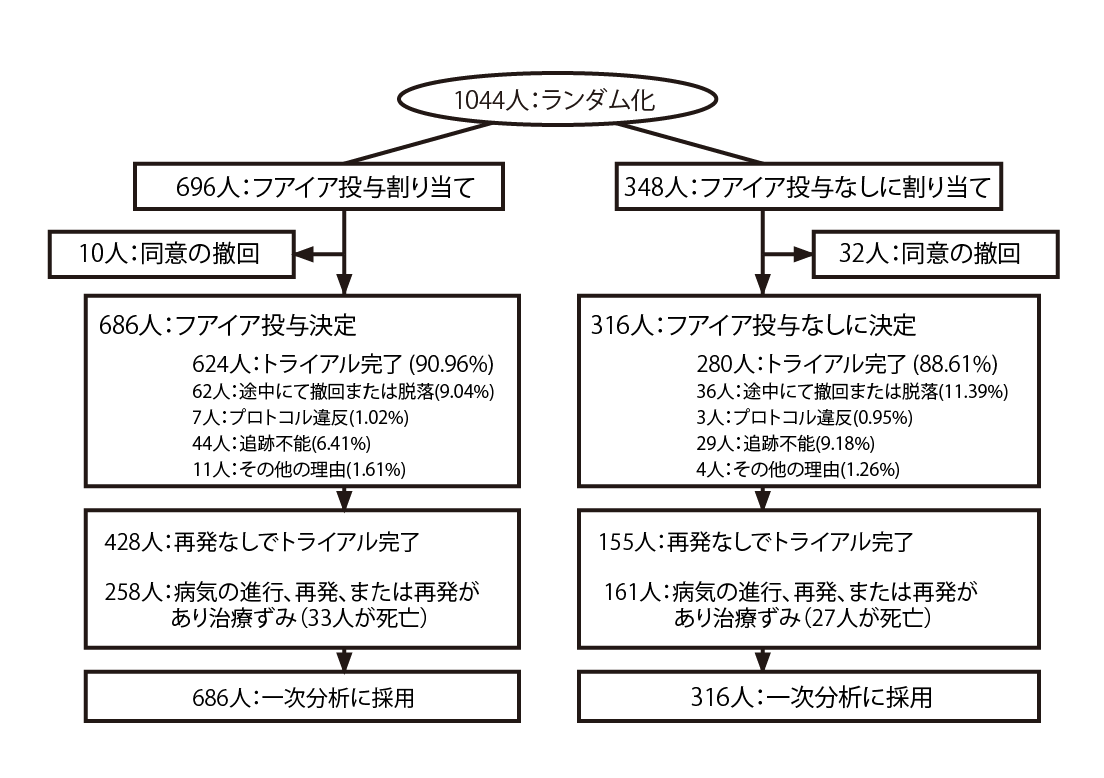 1044人：ランダム化
696人：フアイア投与割り当て
348人：フアイア投与なしに割り当て
10人：同意の撤回
32人：同意の撤回
686人：フアイア投与決定
624人：トライアル完了 (90.96%)
62人：途中にて撤回または脱落(9.04%)
7人：プロトコル違反(1.02%)
44人：追跡不能(6.41%)
11人：その他の理由(1.61%)
316人：フアイア投与なしに決定
280人：トライアル完了 (88.61%)
36人：途中にて撤回または脱落(11.39%)
3人：プロトコル違反(0.95%)
29人：追跡不能(9.18%)
4人：その他の理由(1.26%)
428人：再発なしでトライアル完了
258人：病気の進行、再発、または再発が
あり治療ずみ（33人が死亡）
155人：再発なしでトライアル完了
161人：病気の進行、再発、または再発が
あり治療ずみ（27人が死亡）
686人：一次分析に採用
316人：一次分析に採用